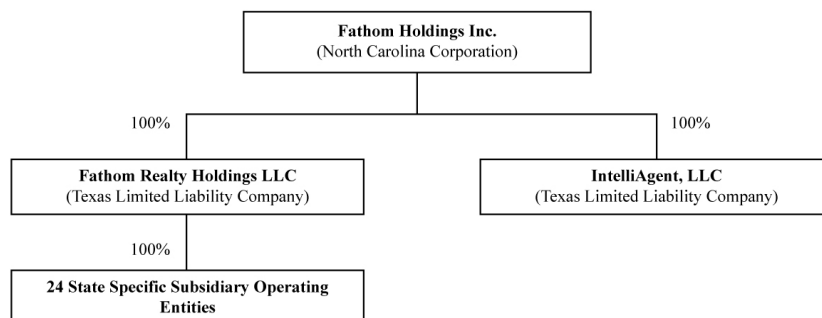 Fathom Holdings Inc.
(North Carolina Corporation)
100%
100%
Fathom Realty Holdings LLC
(Texas Limited Liability Company)
IntelliAgent, LLC
(Texas Limited Liability Company)
100%
24 State Specific Subsidiary Operating
Entities